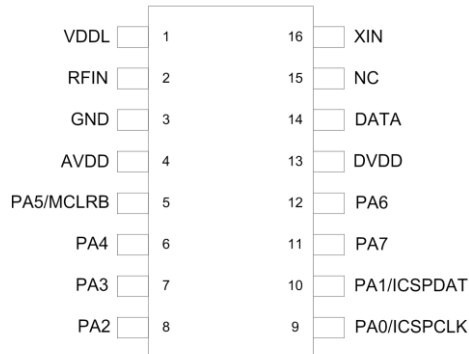 VDDL 1 16 XIN
RFIN 2 15 NC
GND 3 14 DATA
AVDD 4 13 DVDD
PA5/MCLRB 5 12 PA6
PA4 6 11 PA7
PA3 7 10 PA1/ICSPDAT
PA2 8 9 PA0/ICSPCLK